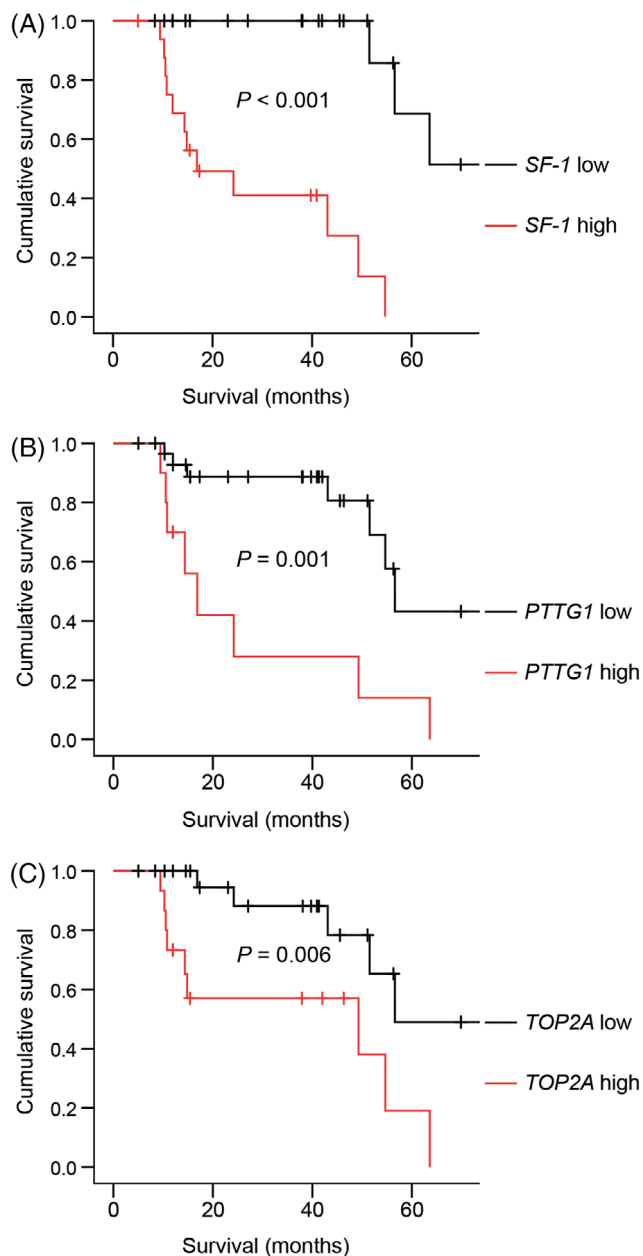 (A)
1.0
0.8
0.6
0.4
0.2
0.0
Cumulative survival
P < 0.001
SF-1 low
SF-1 high
0 20 40 60
Survival (months)
(B)
1.0
0.8
0.6
0.4
0.2
0.0
Cumulative survival
P = 0.001
PTTG1 low
PTTG1 high
0 20 40 60
Survival (months)
(C)
1.0
0.8
0.6
0.4
0.2
0.0
Cumulative survival
P = 0.006
TOP2A low
TOP2A high
0 20 40 60
Survival (months)